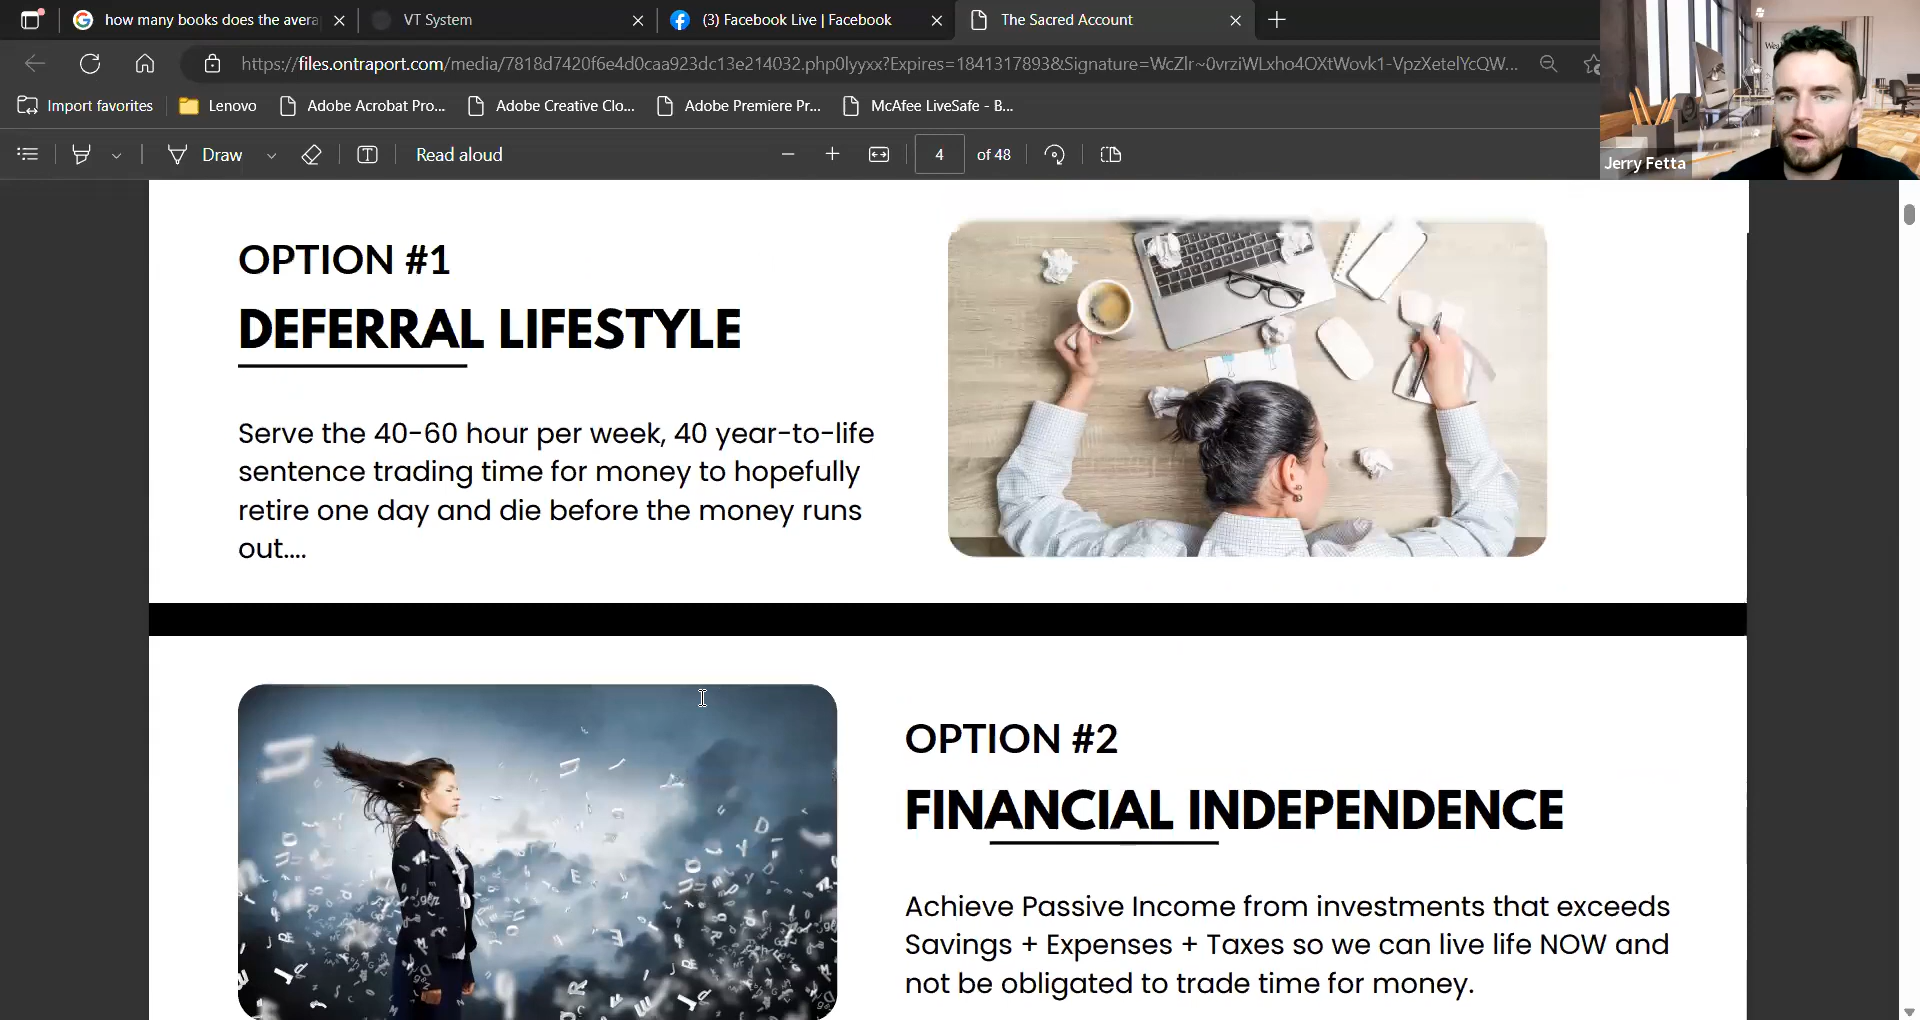 how many books does the avera
VT System
(3) Facebook Live | Facebook
The Sacred Account
https://files.ontraport.com/media/7818d7420f6e4d0caa923dc13e214032.php0lyyxx?Expires=1841317893&Signature=WcZlr~0vrziWLxho4OXtWovk1-VpzXetelYcQW...
Import favorites
Lenovo
Adobe Acrobat Pro...
Adobe Creative Clo...
Adobe Premiere Pr...
McAfee LiveSafe - B...
Draw
Read aloud
4 of 48
Jerry Fetta
OPTION #1
DEFERRAL LIFESTYLE
Serve the 40-60 hour per week, 40 year-to-life
sentence trading time for money to hopefully
retire one day and die before the money runs
out....
OPTION #2
FINANCIAL INDEPENDENCE
Achieve Passive Income from investments that exceeds
Savings + Expenses + Taxes so we can live life NOW and
not be obligated to trade time for money.